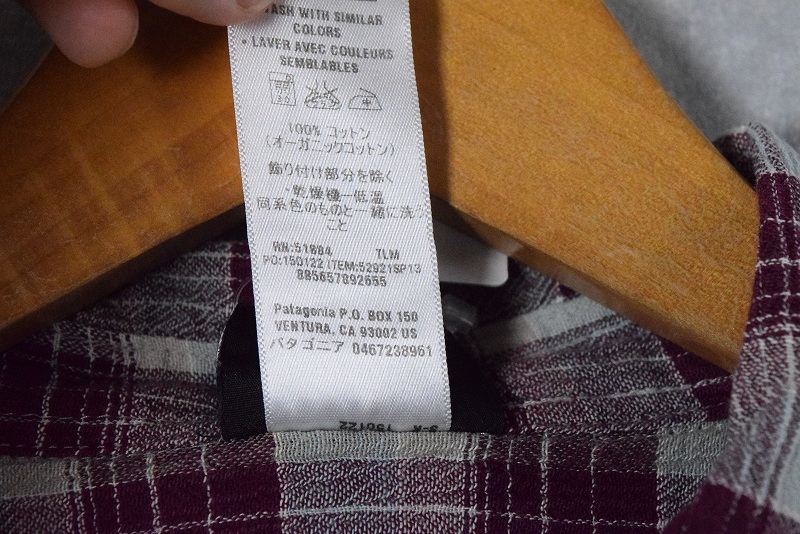 WASH WITH SIMILAR
COLORS
• LAVER AVEC COULEURS
SEMBLABLES
100% コットン
(オーガニックコットン)
飾り付け部分を除く
・乾燥機ー低温
同系色のものと一緒に洗う
こと
RN:51884 TLM
PO:150122 ITEM:52921SP13
885657892655
Patagonia P.O. BOX 150
VENTURA, CA 93002 US
パタゴニア 0467238961
150122